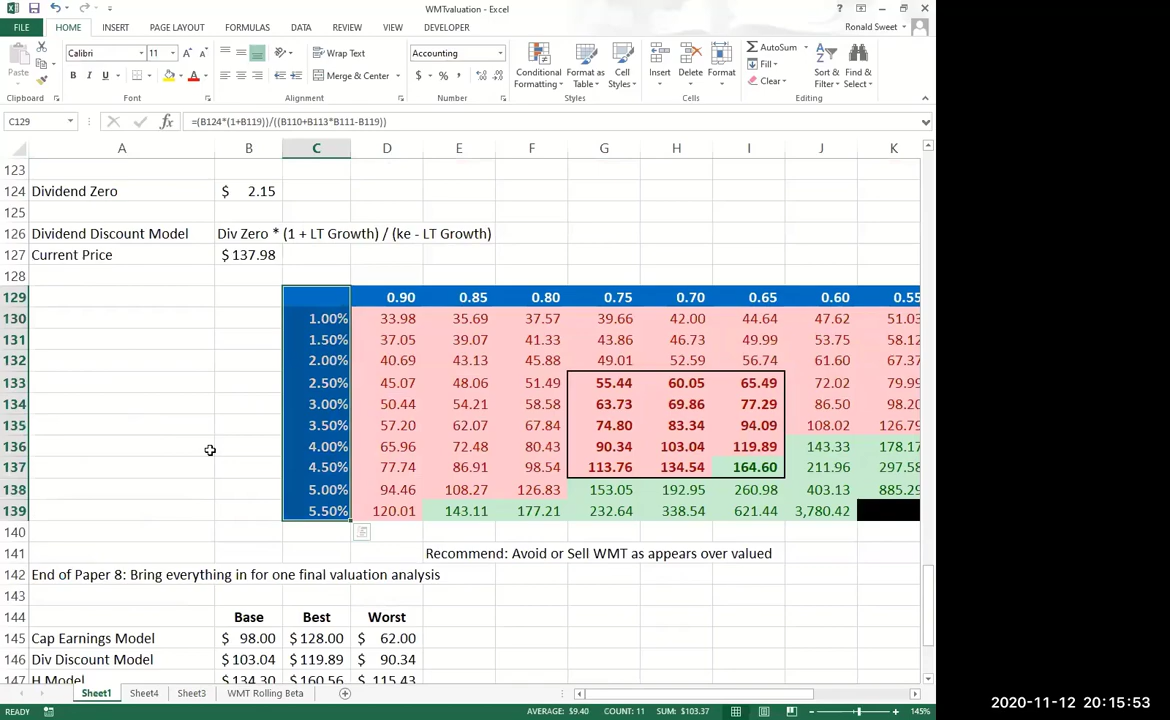 WMTvaluation - Excel
FILE HOME INSERT PAGE LAYOUT FORMULAS DATA REVIEW VIEW DEVELOPER Ronald Sweet
Paste Calibri 11 Wrap Text Accounting AutoSum
Fill
B I U Merge & Center $ % , Conditional Formatting Format as Table Cell Styles Insert Delete Format Clear Sort & Filter Find & Select
Clipboard Font Alignment Number Styles Cells Editing
C129 fx =(B124*(1+B119))/((B110+B113*B111-B119))
A B C D E F G H I J K
123
124 Dividend Zero $ 2.15
125
126 Dividend Discount Model Div Zero * (1 + LT Growth) / (ke - LT Growth)
127 Current Price $ 137.98
128
129 0.90 0.85 0.80 0.75 0.70 0.65 0.60 0.55
130 1.00% 33.98 35.69 37.57 39.66 42.00 44.64 47.62 51.03
131 1.50% 37.05 39.07 41.33 43.86 46.73 49.99 53.75 58.12
132 2.00% 40.69 43.13 45.88 49.01 52.59 56.74 61.60 67.37
133 2.50% 45.07 48.06 51.49 55.44 60.05 65.49 72.02 79.99
134 3.00% 50.44 54.21 58.58 63.73 69.86 77.29 86.50 98.20
135 3.50% 57.20 62.07 67.84 74.80 83.34 94.09 108.02 126.79
136 4.00% 65.96 72.48 80.43 90.34 103.04 119.89 143.33 178.17
137 4.50% 77.74 86.91 98.54 113.76 134.54 164.60 211.96 297.58
138 5.00% 94.46 108.27 126.83 153.05 192.95 260.98 403.13 885.29
139 5.50% 120.01 143.11 177.21 232.64 338.54 621.44 3,780.42
140
141 Recommend: Avoid or Sell WMT as appears over valued
142 End of Paper 8: Bring everything in for one final valuation analysis
143
144 Base Best Worst
145 Cap Earnings Model $ 98.00 $ 128.00 $ 62.00
146 Div Discount Model $ 103.04 $ 119.89 $ 90.34
147 H Model $ 134.30 $ 160.56 $ 115.43
Sheet1 Sheet4 Sheet3 WMT Rolling Beta
READY AVERAGE: $9.40 COUNT: 11 SUM: $103.37 145%
2020-11-12 20:15:53